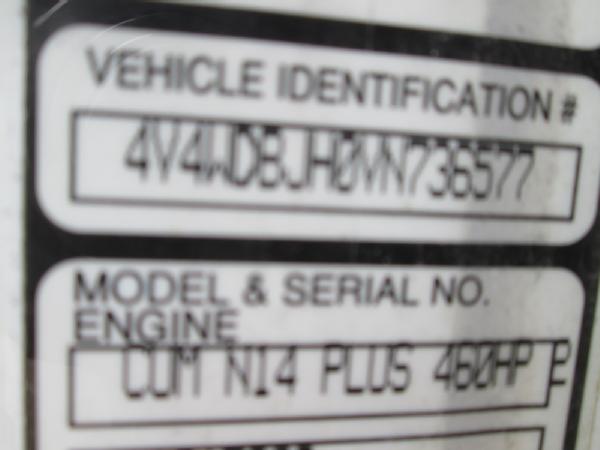 VEHICLE IDENTIFICATION #
4V4WDBJH0VN736577
MODEL & SERIAL NO.
ENGINE
CUM N14 PLUS 460HP P